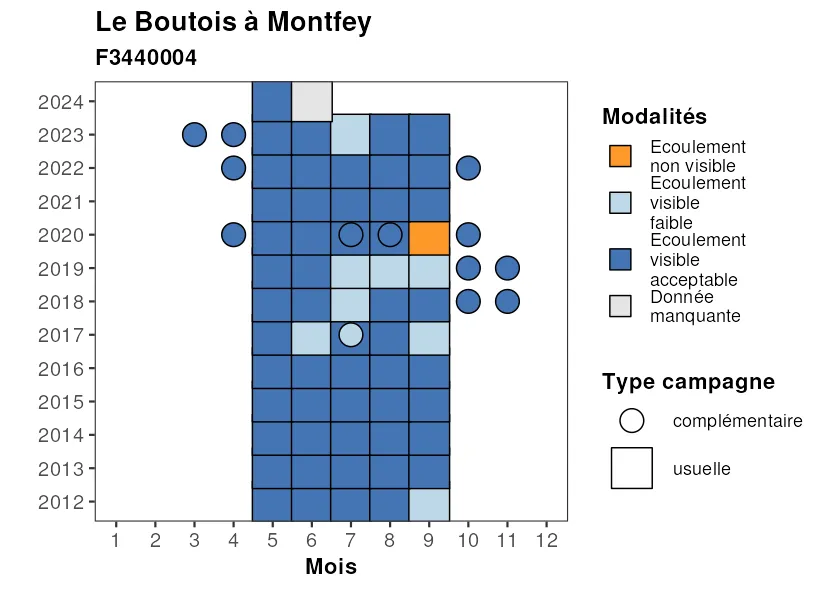 Le Boutois à Montfey
F3440004
2024
2023
2022
2021
2020
2019
2018
2017
2016
2015
2014
2013
2012
1 2 3 4 5 6 7 8 9 10 11 12
Mois
Modalités
Ecoulement
non visible
Ecoulement
visible
faible
Ecoulement
visible
acceptable
Donnée
manquante
Type campagne
complémentaire
usuelle